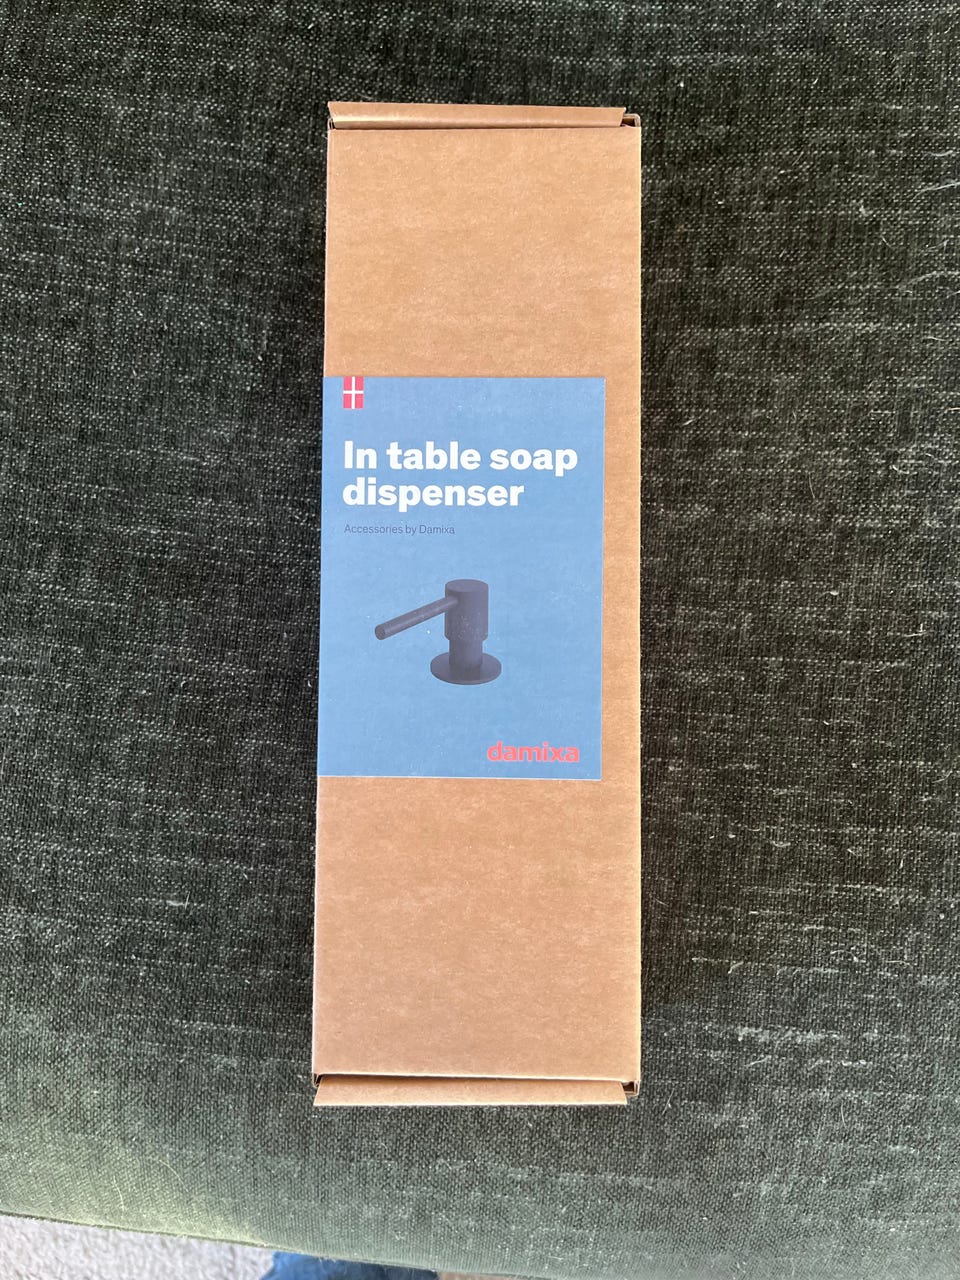 In table soap
dispenser
Accessories by Damixa
damixa